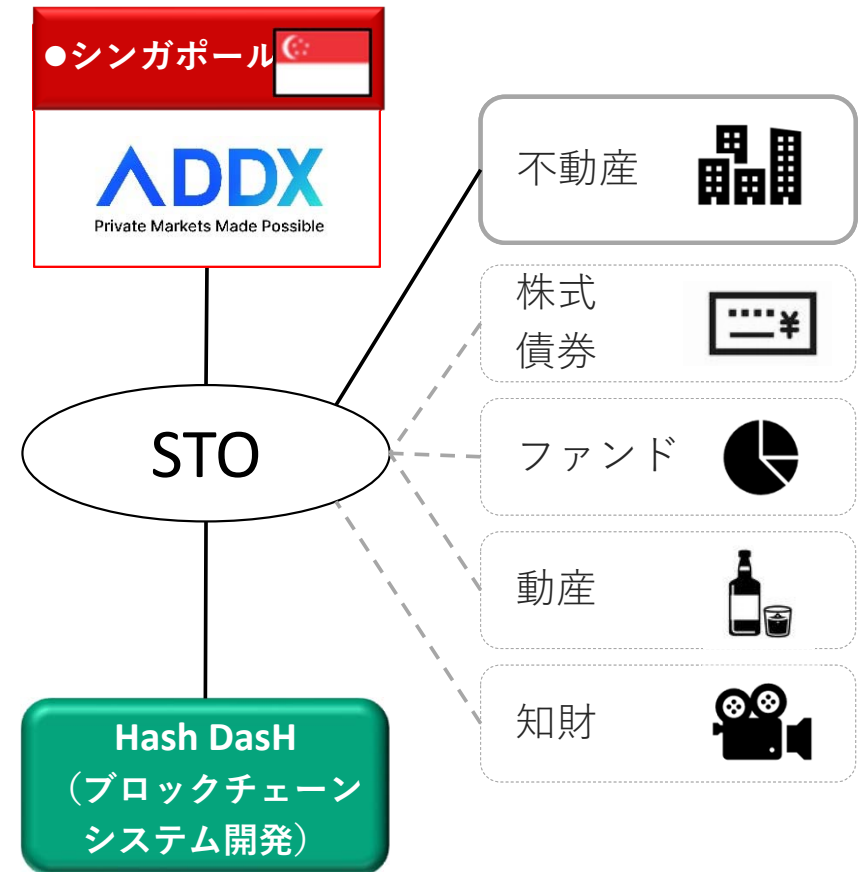 ●シンガポール
ADDX
Private Markets Made Possible
不動産
株式
債券
¥
ファンド
STO
動産
知財
Hash DasH
（ブロックチェーン
システム開発）